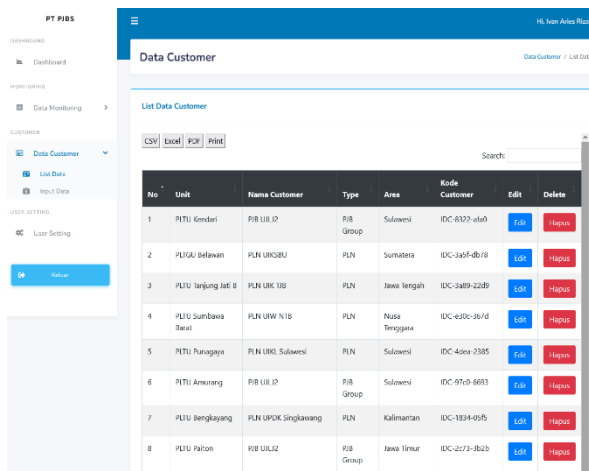 PT PJBS
Hi, Ivan Aries Riza
DASHBOARD
Dashboard
MONITORING
Data Monitoring
CUSTOMER
Data Customer
List Data
Input Data
USER SETTING
User Setting
Keluar
Data Customer
Data Customer / List Data
List Data Customer
CSV Excel PDF Print
Search:
No Unit Nama Customer Type Area Kode Customer Edit Delete
1 PLTU Kendari PJB UJLJ2 PJB Group Sulawesi IDC-8322-afa0 Edit Hapus
2 PLTGU Belawan PLN UIKSBU PLN Sumatera IDC-3a5f-db78 Edit Hapus
3 PLTU Tanjung Jati B PLN UIK TJB PLN Jawa Tengah IDC-3a89-22d9 Edit Hapus
4 PLTU Sumbawa Barat PLN UIW NTB PLN Nusa Tenggara IDC-e30c-367d Edit Hapus
5 PLTU Punagaya PLN UIKL Sulawesi PLN Sulawesi IDC-4dea-2385 Edit Hapus
6 PLTU Amurang PJB UJLJ2 PJB Group Sulawesi IDC-97c0-6693 Edit Hapus
7 PLTU Bengkayang PLN UPDK Singkawang PLN Kalimantan IDC-1834-05f5 Edit Hapus
8 PLTU Paiton PJB UJLJ2 PJB Group Jawa Timur IDC-2c73-3b2b Edit Hapus